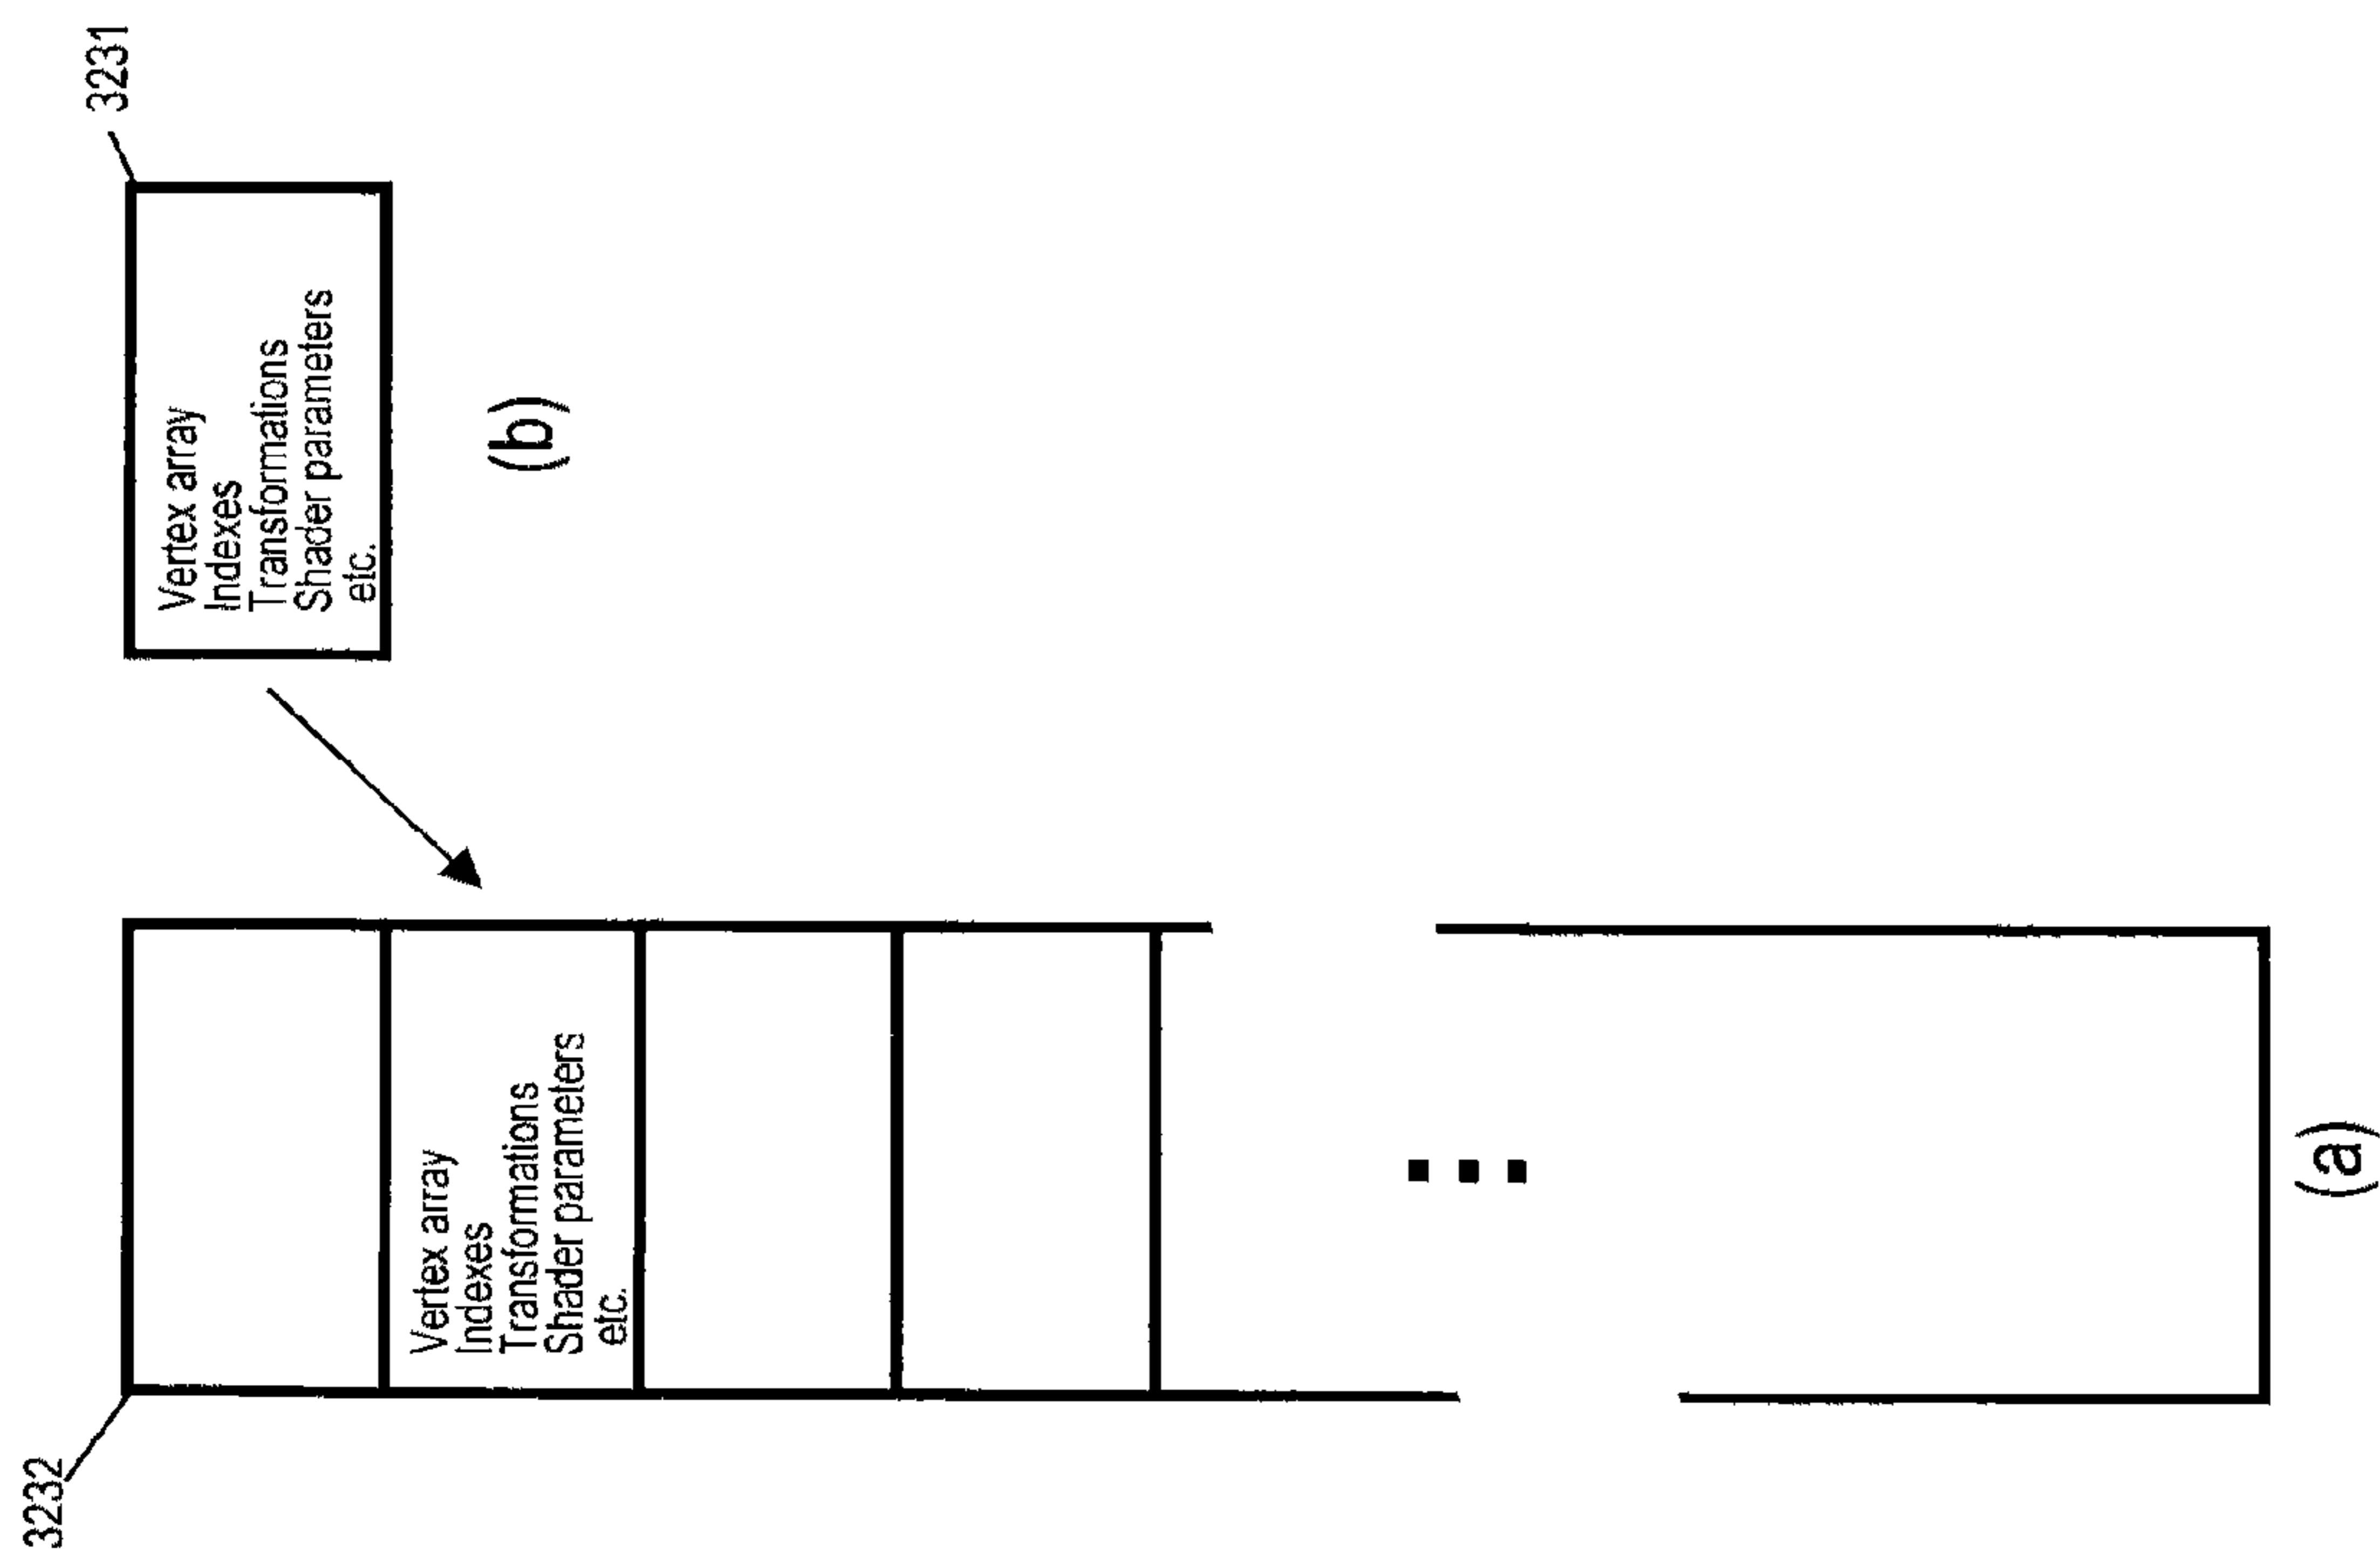 3232
Vertex array
Indexes
Transformations
Shader parameters
etc.
(a)
3231
Vertex array
Indexes
Transformations
Shader parameters
etc.
(b)